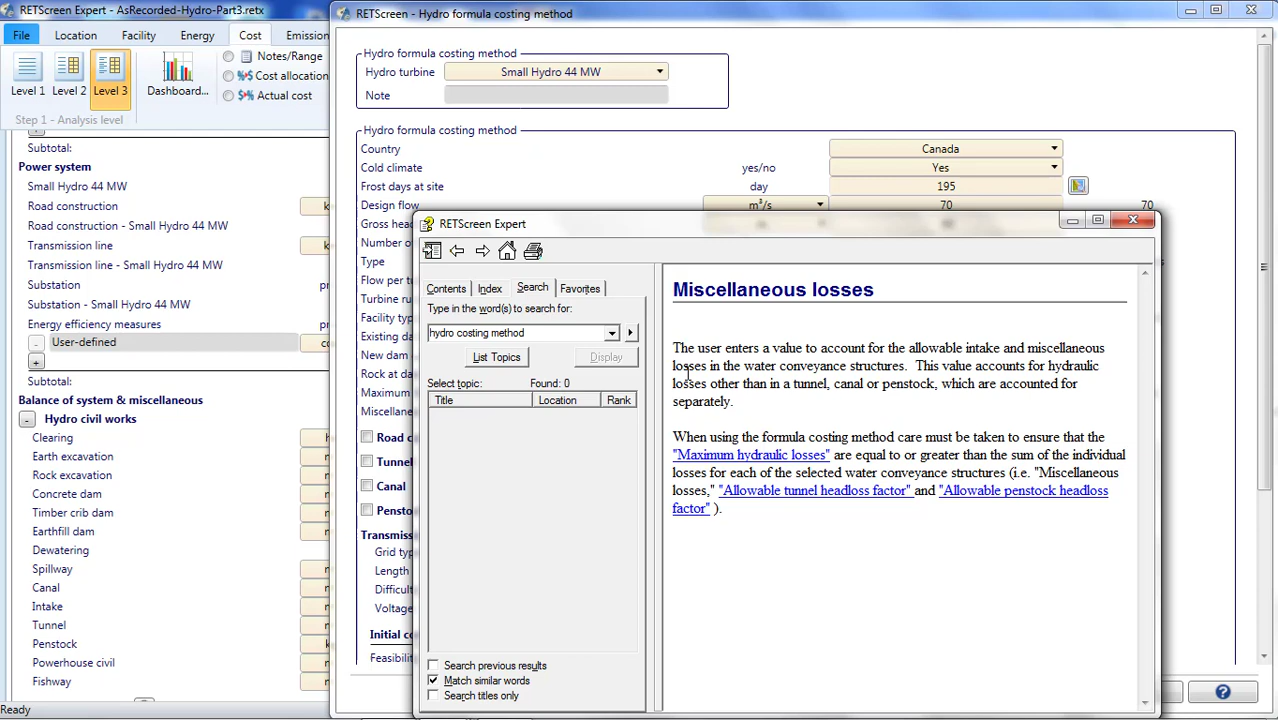 RETScreen Expert - AsRecorded-Hydro-Part3.retx
File Location Facility Energy Cost Emission
Level 1 Level 2 Level 3 Dashboard...
Notes/Range
Cost allocation
Actual cost
Step 1 - Analysis level
Subtotal:
Power system
Small Hydro 44 MW
Road construction
Road construction - Small Hydro 44 MW
Transmission line
Transmission line - Small Hydro 44 MW
Substation
Substation - Small Hydro 44 MW
Energy efficiency measures
- User-defined
+
Subtotal:
Balance of system & miscellaneous
- Hydro civil works
Clearing
Earth excavation
Rock excavation
Concrete dam
Timber crib dam
Earthfill dam
Dewatering
Spillway
Canal
Intake
Tunnel
Penstock
Powerhouse civil
Fishway
Ready
RETScreen - Hydro formula costing method
Hydro formula costing method
Hydro turbine Small Hydro 44 MW
Note
Hydro formula costing method
Country Canada
Cold climate yes/no Yes
Frost days at site day 195
Design flow m³/s 70 70
Gross hea
Number o
Type
Flow per t
Turbine ru
Facility typ
Existing da
New dam
Rock at da
Maximum
Miscellane
Road c
Tunnel
Canal
Pensto
Transmiss
Grid type
Length
Difficult
Voltage
Initial co
Feasibilit
RETScreen Expert
Contents Index Search Favorites
Type in the word(s) to search for:
hydro costing method
List Topics Display
Select topic: Found: 0
Title Location Rank
Search previous results
Match similar words
Search titles only
Miscellaneous losses
The user enters a value to account for the allowable intake and miscellaneous
losses in the water conveyance structures. This value accounts for hydraulic
losses other than in a tunnel, canal or penstock, which are accounted for
separately.
When using the formula costing method care must be taken to ensure that the
"Maximum hydraulic losses" are equal to or greater than the sum of the individual
losses for each of the selected water conveyance structures (i.e. "Miscellaneous
losses," "Allowable tunnel headloss factor" and "Allowable penstock headloss
factor" ).